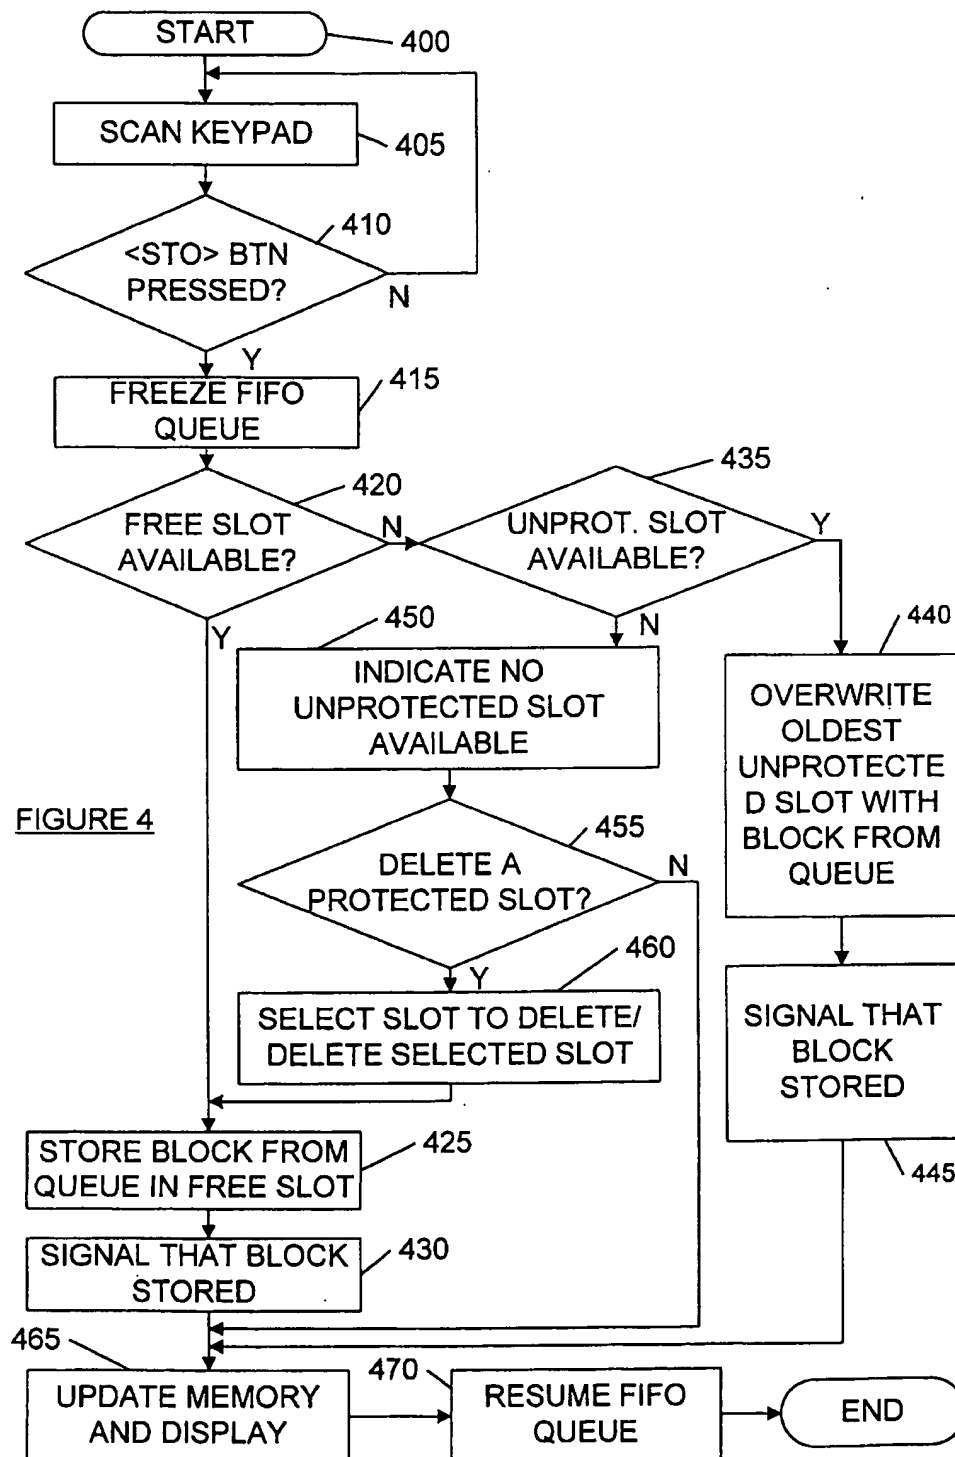 START
400
SCAN KEYPAD
405
410
<STO> BTN
PRESSED?
N
Y
FREEZE FIFO
QUEUE
415
420
FREE SLOT
AVAILABLE?
N
Y
435
UNPROT. SLOT
AVAILABLE?
Y
N
450
INDICATE NO
UNPROTECTED SLOT
AVAILABLE
440
OVERWRITE
OLDEST
UNPROTECTE
D SLOT WITH
BLOCK FROM
QUEUE
FIGURE 4
455
DELETE A
PROTECTED SLOT?
N
Y
460
SELECT SLOT TO DELETE/
DELETE SELECTED SLOT
SIGNAL THAT
BLOCK
STORED
445
STORE BLOCK FROM
QUEUE IN FREE SLOT
425
SIGNAL THAT BLOCK
STORED
430
465
UPDATE MEMORY
AND DISPLAY
470
RESUME FIFO
QUEUE
END